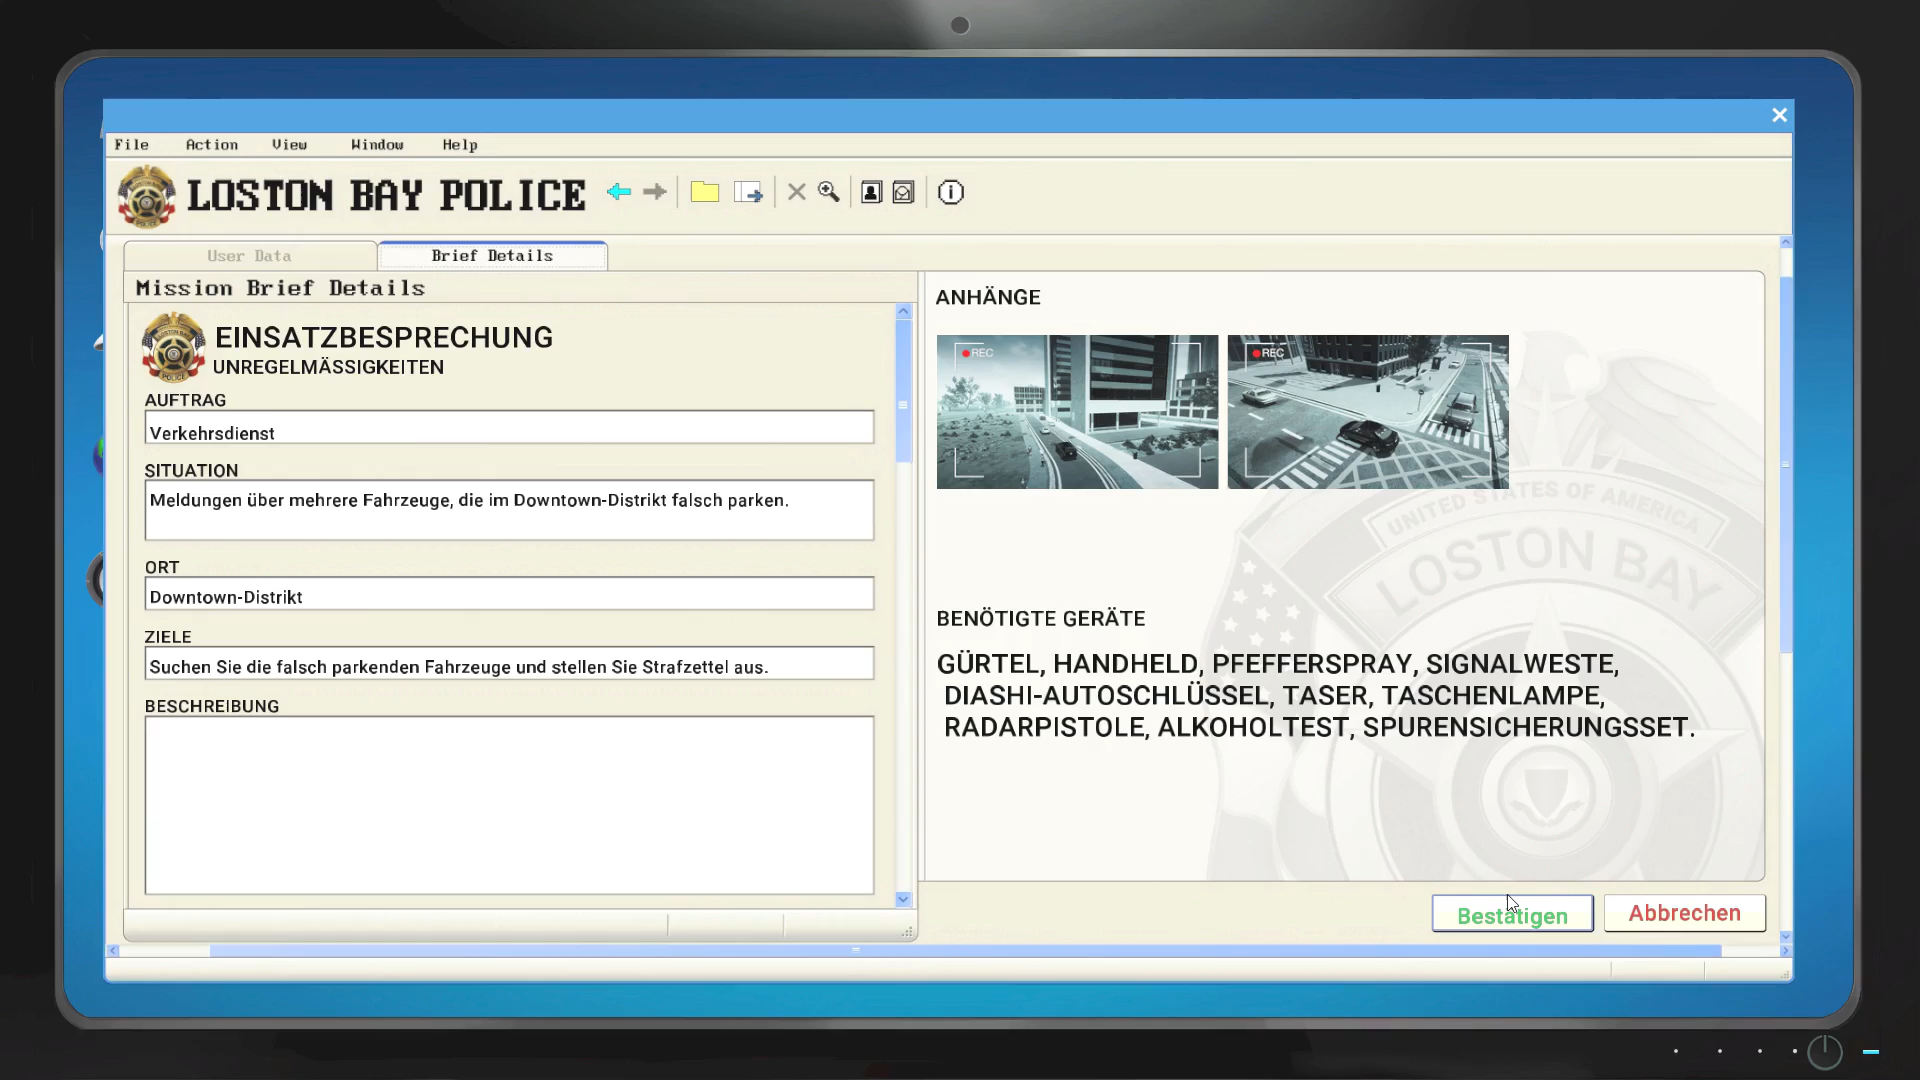 File Action View Window Help
LOSTON BAY POLICE
User Data Brief Details
Mission Brief Details
EINSATZBESPRECHUNG
UNREGELMÄSSIGKEITEN
AUFTRAG
Verkehrsdienst
SITUATION
Meldungen über mehrere Fahrzeuge, die im Downtown-Distrikt falsch parken.
ORT
Downtown-Distrikt
ZIELE
Suchen Sie die falsch parkenden Fahrzeuge und stellen Sie Strafzettel aus.
BESCHREIBUNG
ANHÄNGE
REC
REC
UNITED STATES OF AMERICA
LOSTON BAY
BENÖTIGTE GERÄTE
GÜRTEL, HANDHELD, PFEFFERSPRAY, SIGNALWESTE,
DIASHI-AUTOSCHLÜSSEL, TASER, TASCHENLAMPE,
RADARPISTOLE, ALKOHOLTEST, SPURENSICHERUNGSSET.
Bestätigen Abbrechen